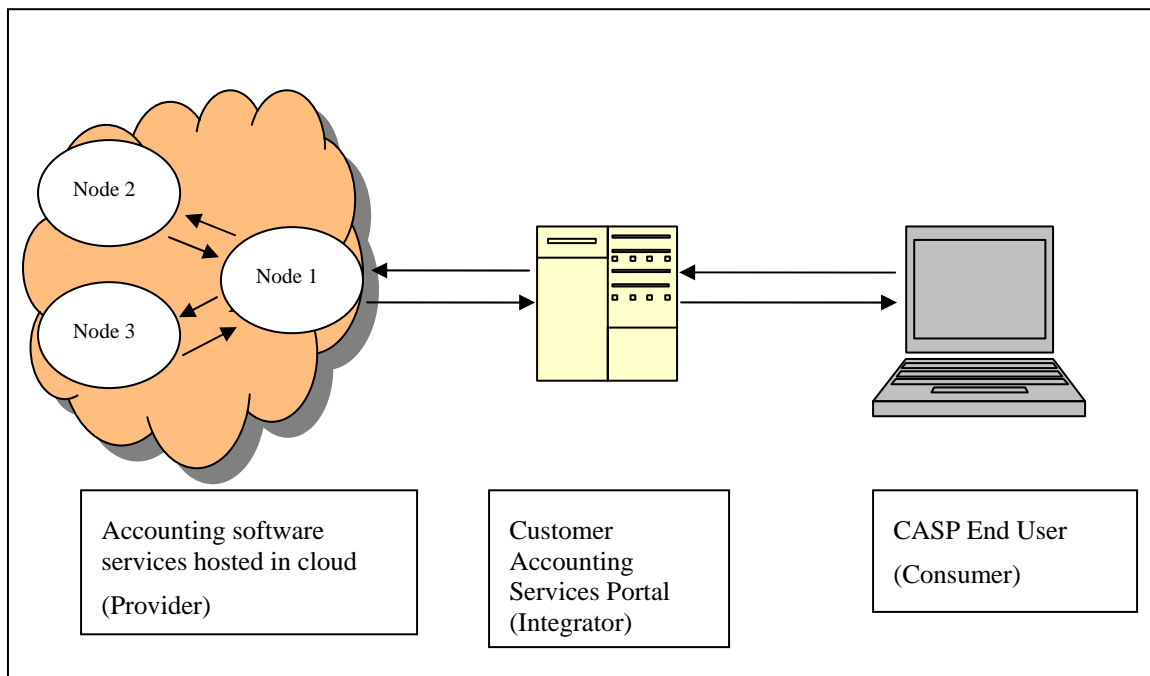 Node 2
Node 1
Node 3
Accounting software
services hosted in cloud
(Provider)
Customer
Accounting
Services Portal
(Integrator)
CASP End User
(Consumer)